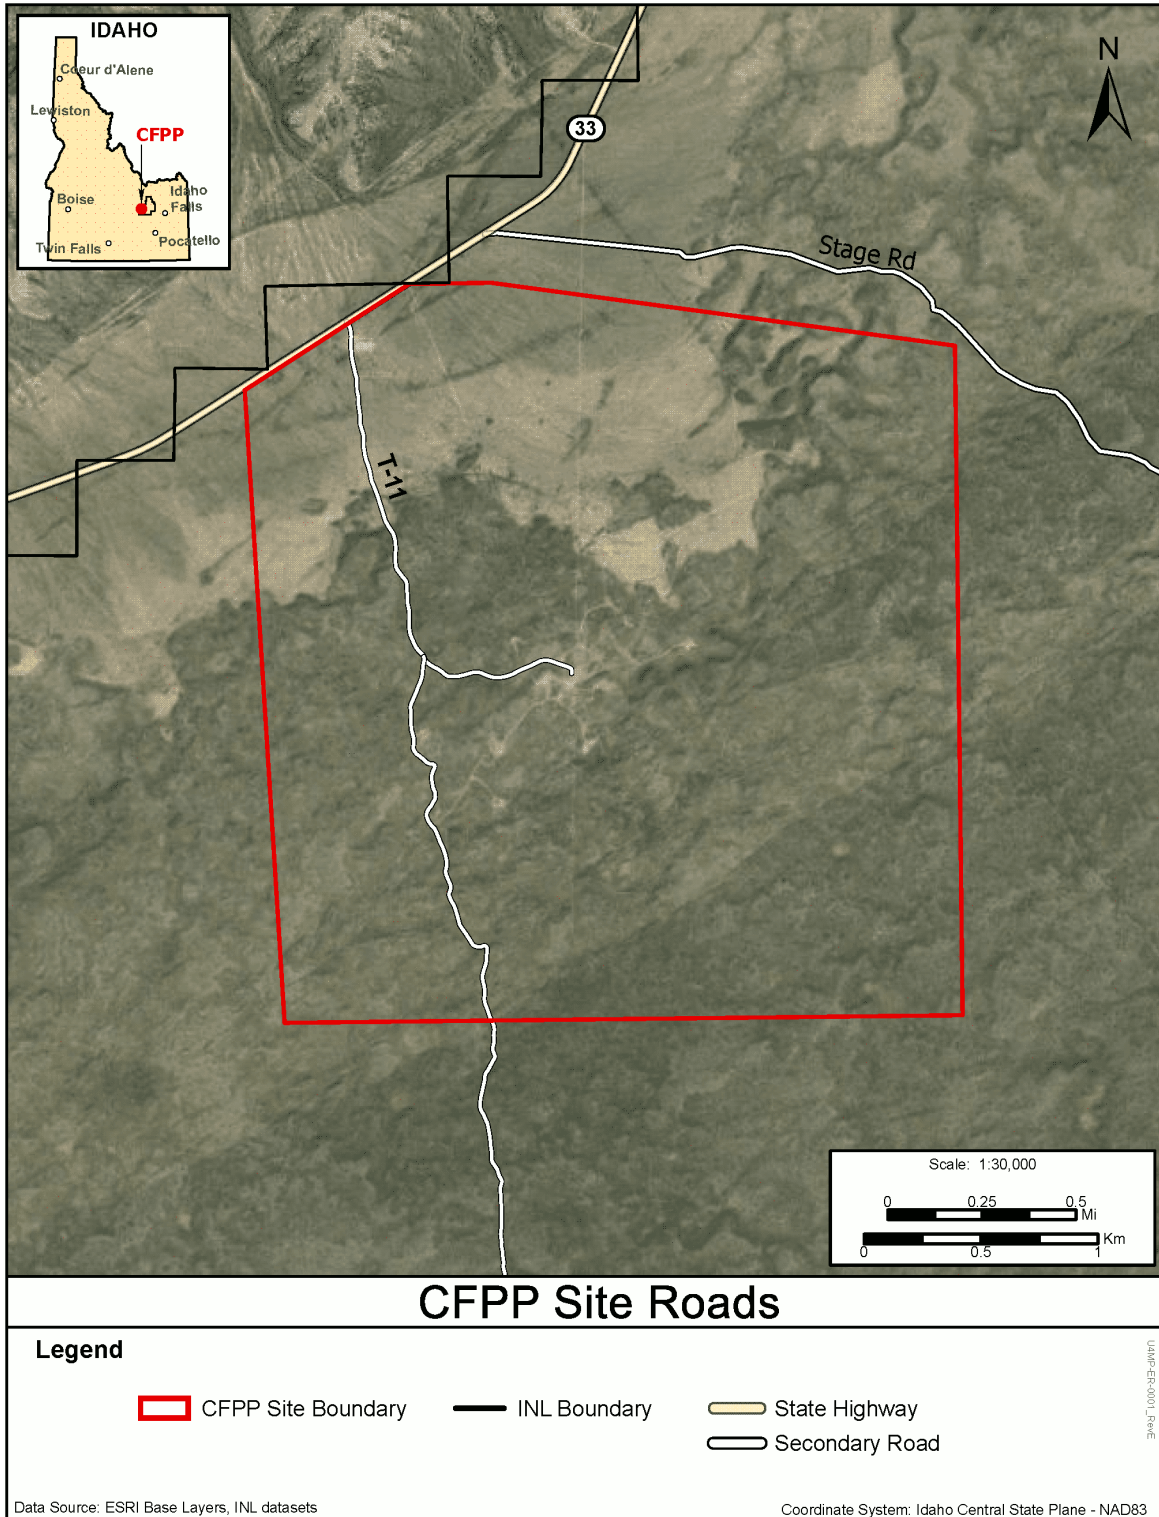 IDAHO
Coeur d'Alene
Lewiston
CFPP
Boise
Idaho
Falls
Twin Falls
Pocatello
N
33
Stage Rd
T-11
Scale: 1:30,000
0 0.25 0.5
Mi
Km
0 0.5 1
CFPP Site Roads
Legend
CFPP Site Boundary
INL Boundary
State Highway
Secondary Road
U4MP-ER-0001_RevE
Data Source: ESRI Base Layers, INL datasets
Coordinate System: Idaho Central State Plane - NAD83